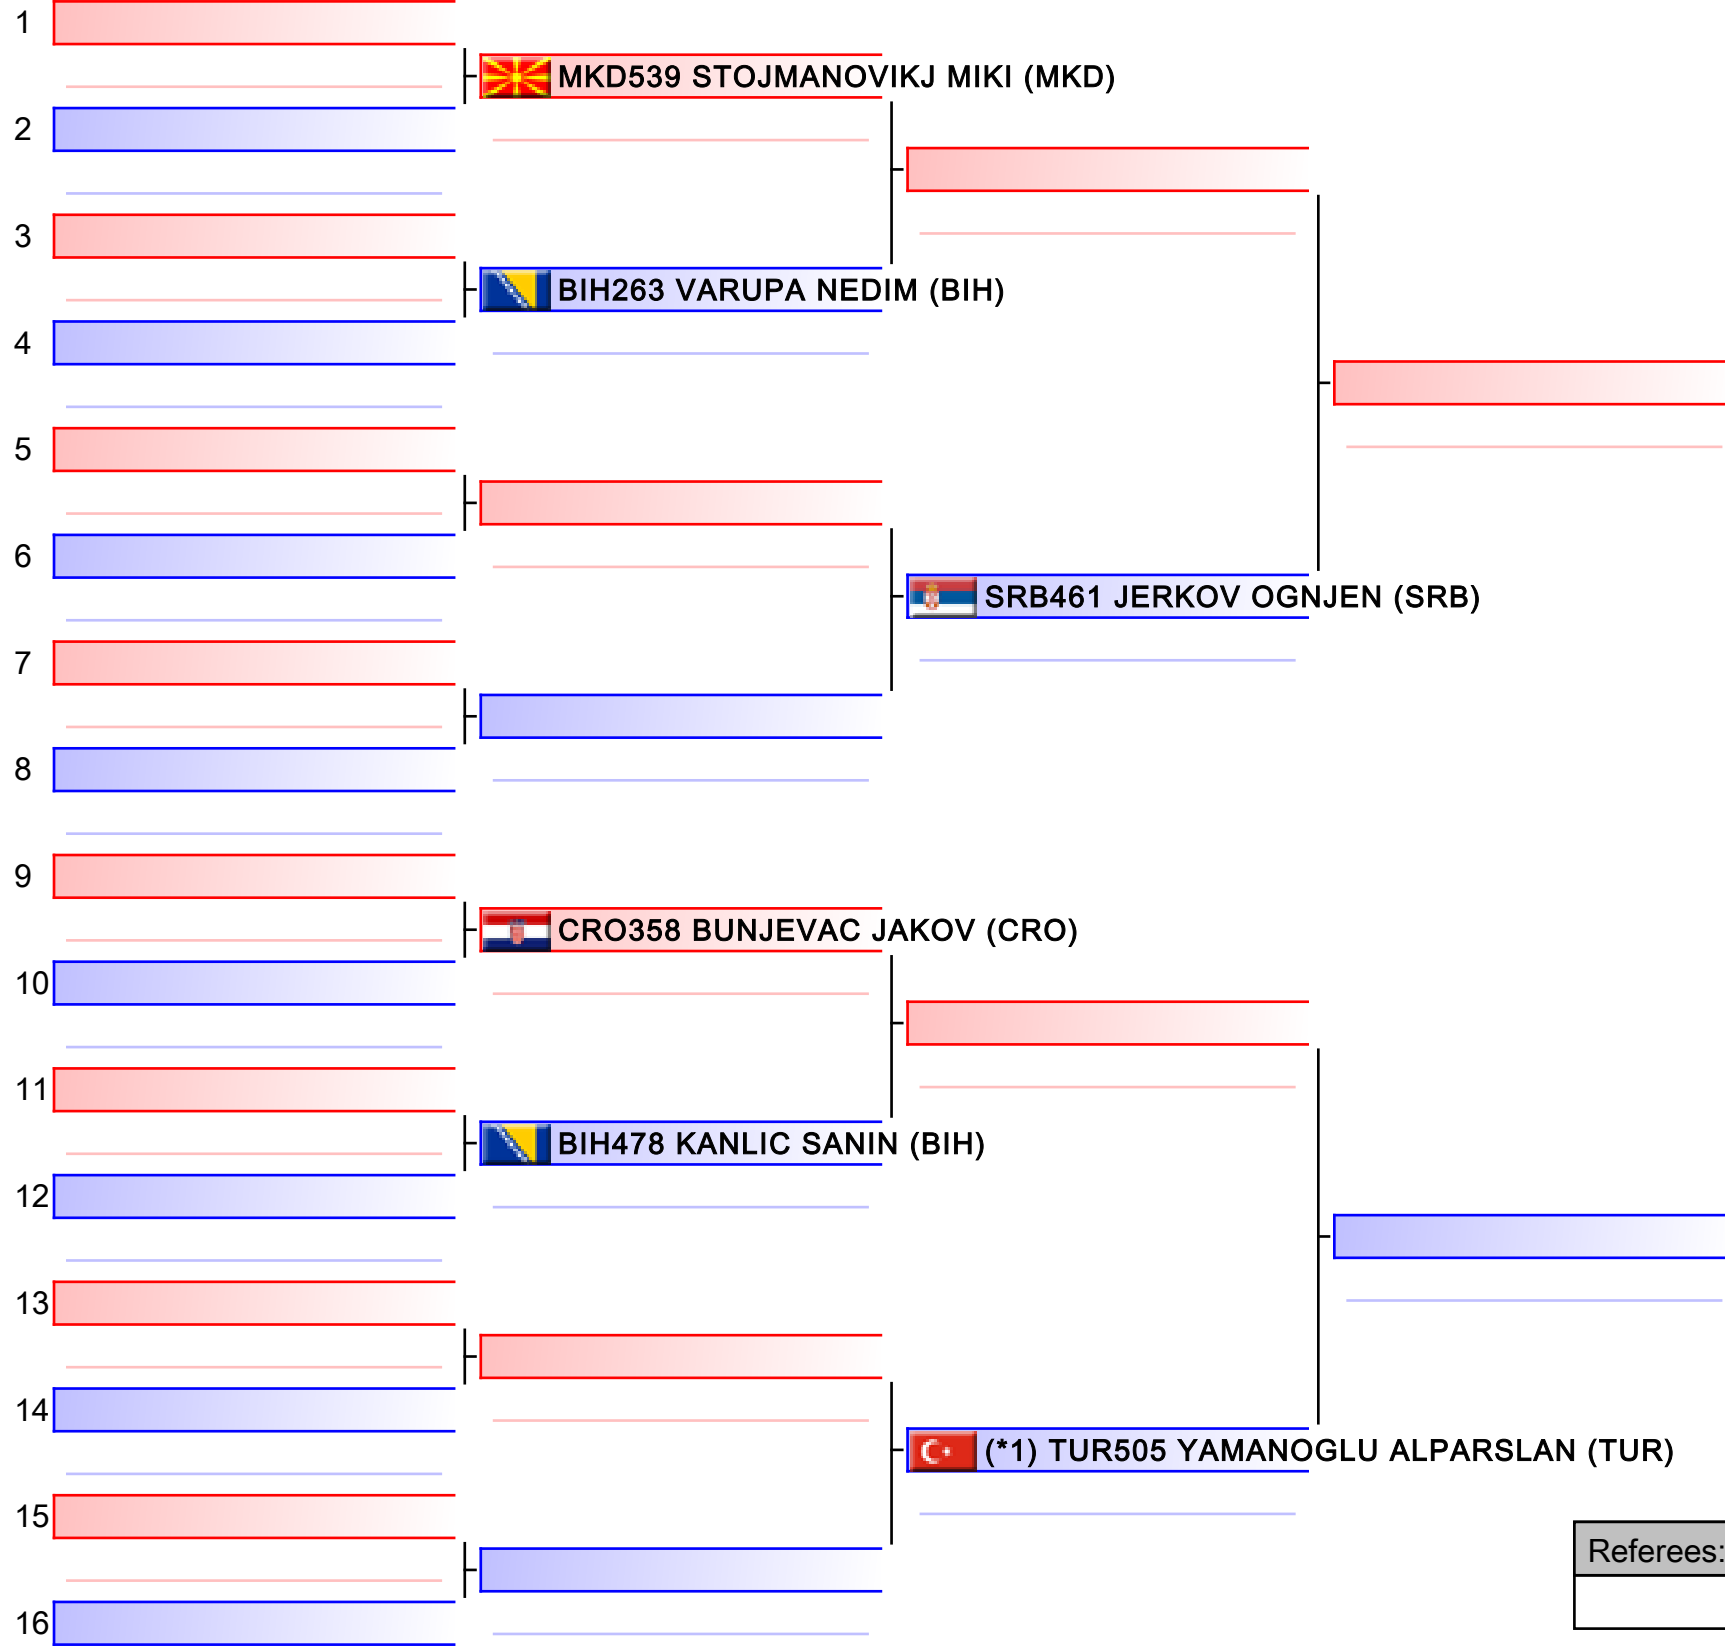 1
MKD539 STOJMANOVIKJ MIKI (MKD)
2
3
BIH263 VARUPA NEDIM (BIH)
4
5
6
SRB461 JERKOV OGNJEN (SRB)
7
8
9
CRO358 BUNJEVAC JAKOV (CRO)
10
11
BIH478 KANLIC SANIN (BIH)
12
13
14
(*1) TUR505 YAMANOGLU ALPARSLAN (TUR)
15
Referees:
16